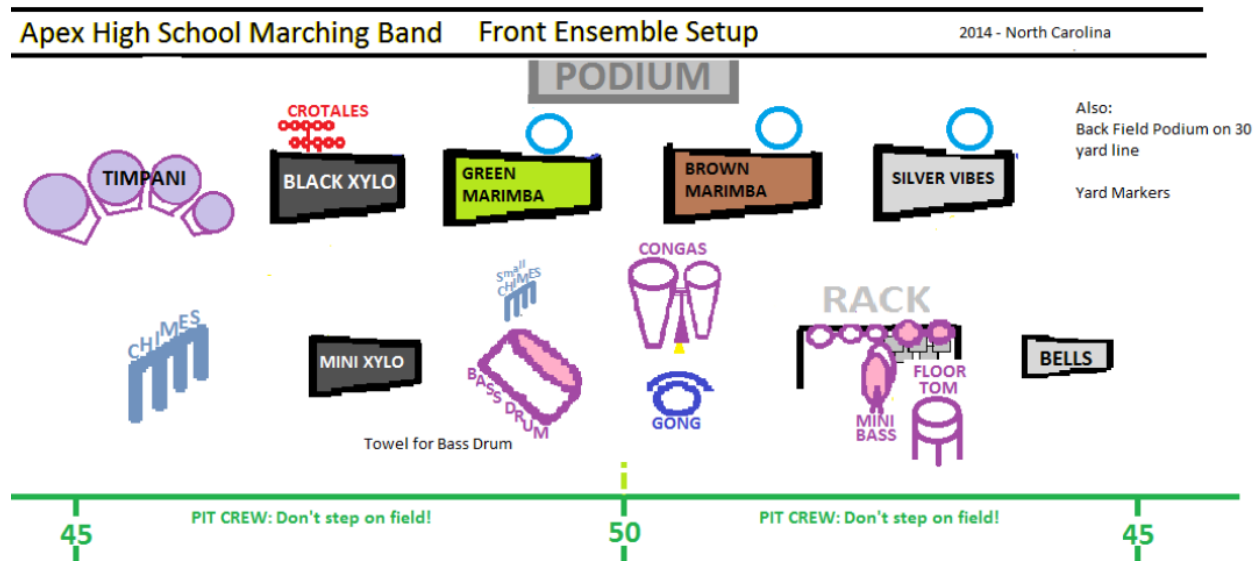 Apex High School Marching Band Front Ensemble Setup
2014 - North Carolina
PODIUM
CROTALES
Also:
Back Field Podium on 30
yard line
Yard Markers
TIMPANI
BLACK XYLO
GREEN
MARIMBA
BROWN
MARIMBA
SILVER VIBES
CONGAS
Small
CHIMES
RACK
CHIMES
MINI XYLO
BASS DRUM
GONG
FLOOR
TOM
MINI
BASS
BELLS
Towel for Bass Drum
PIT CREW: Don't step on field!
PIT CREW: Don't step on field!
45
50
45